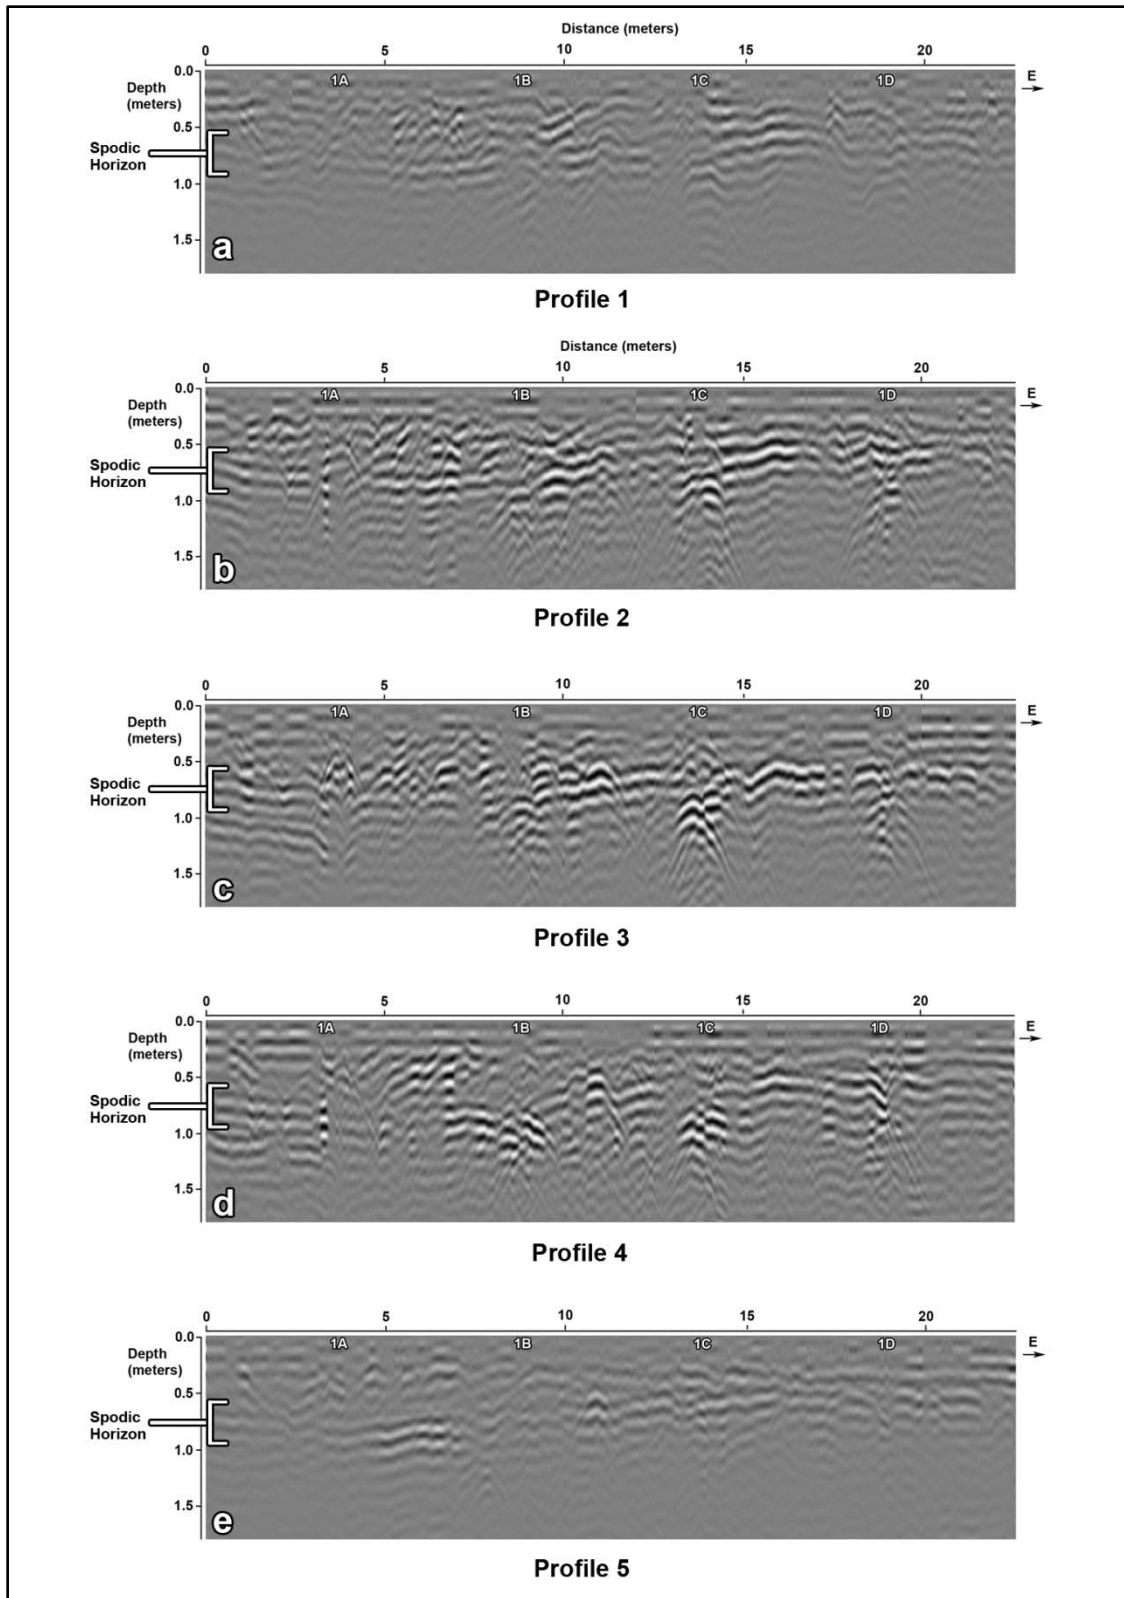 Distance (meters)
0 5 10 15 20
0.0 1A 1B 1C 1D E
Depth
(meters)
0.5
Spodic
Horizon
1.0
1.5
a
Profile 1
Distance (meters)
0 5 10 15 20
0.0 1A 1B 1C 1D E
Depth
(meters)
0.5
Spodic
Horizon
1.0
1.5
b
Profile 2
0 5 10 15 20
0.0 1A 1B 1C 1D E
Depth
(meters)
0.5
Spodic
Horizon
1.0
1.5
c
Profile 3
0 5 10 15 20
0.0 1A 1B 1C 1D E
Depth
(meters)
0.5
Spodic
Horizon
1.0
1.5
d
Profile 4
0 5 10 15 20
0.0 1A 1B 1C 1D E
Depth
(meters)
0.5
Spodic
Horizon
1.0
1.5
e
Profile 5